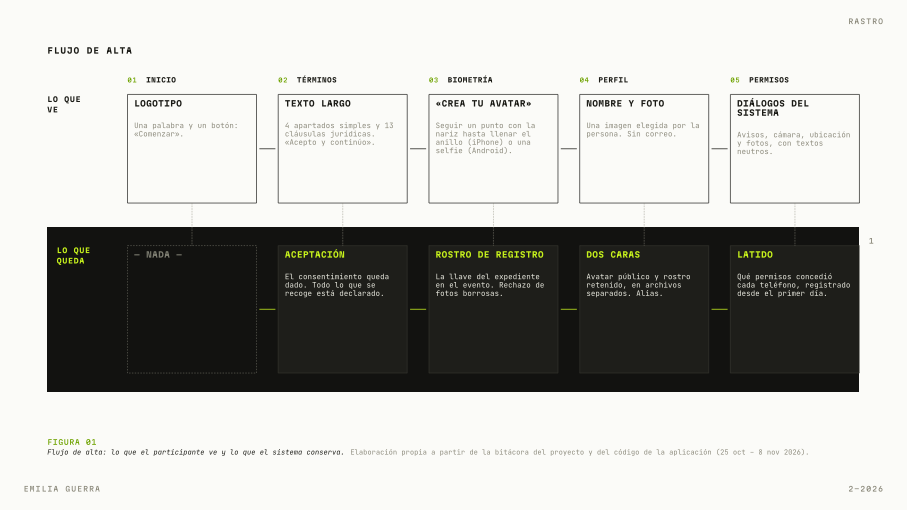 RASTRO
FLUJO DE ALTA
01 INICIO
02 TÉRMINOS
03 BIOMETRÍA
04 PERFIL
05 PERMISOS
LO QUE
VE
LOGOTIPO
Una palabra y un botón:
«Comenzar».
TEXTO LARGO
4 apartados simples y 13
cláusulas jurídicas.
«Acepto y continúo».
«CREA TU AVATAR»
Seguir un punto con la
nariz hasta llenar el
anillo (iPhone) o una
selfie (Android).
NOMBRE Y FOTO
Una imagen elegida por la
persona. Sin correo.
DIÁLOGOS DEL
SISTEMA
Avisos, cámara, ubicación
y fotos, con textos
neutros.
LO QUE
QUEDA
— NADA —
ACEPTACIÓN
El consentimiento queda
dado. Todo lo que se
recoge está declarado.
ROSTRO DE REGISTRO
La llave del expediente
en el evento. Rechazo de
fotos borrosas.
DOS CARAS
Avatar público y rostro
retenido, en archivos
separados. Alias.
LATIDO
Qué permisos concedió
cada teléfono, registrado
desde el primer día.
1
FIGURA 01
Flujo de alta: lo que el participante ve y lo que el sistema conserva. Elaboración propia a partir de la bitácora del proyecto y del código de la aplicación (25 oct – 8 nov 2026).
EMILIA GUERRA
2—2026